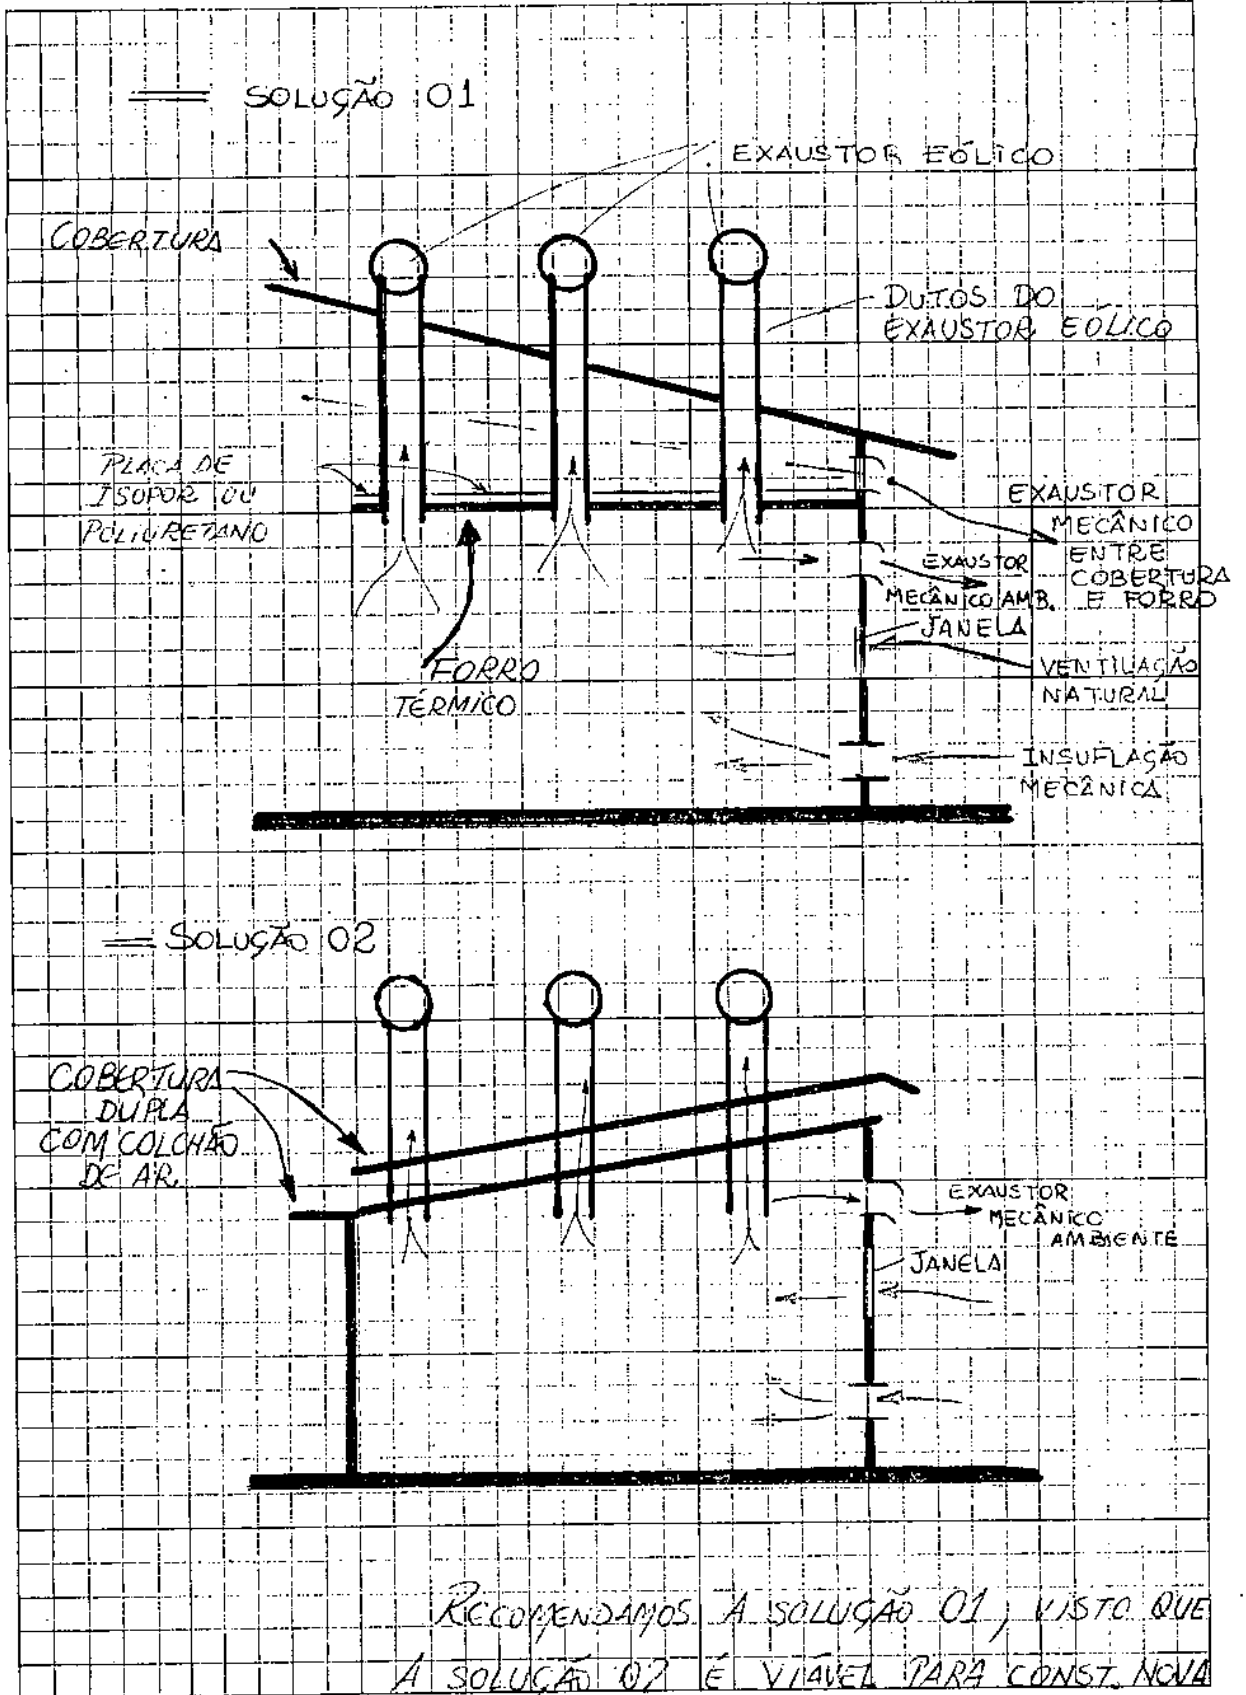 SOLUÇÃO 01
EXAUSTOR EÓLICO
COBERTURA
DUTOS DO
EXAUSTOR EÓLICO
PLACA DE
ISOPOR OU
POLIURETANO
EXAUSTOR
MECÂNICO
ENTRE
COBERTURA
E FORRO
EXAUSTOR
MECÂNICO AMB.
JANELA
FORRO
TÉRMICO
VENTILAÇÃO
NATURAL
INSUFLAÇÃO
MECÂNICA
SOLUÇÃO 02
COBERTURA
DUPLA
COM COLCHÃO
DE AR.
EXAUSTOR
MECÂNICO
AMBIENTE
JANELA
RECOMENDAMOS A SOLUÇÃO 01, VISTO QUE
A SOLUÇÃO 02 É VIÁVEL PARA CONST. NOVA